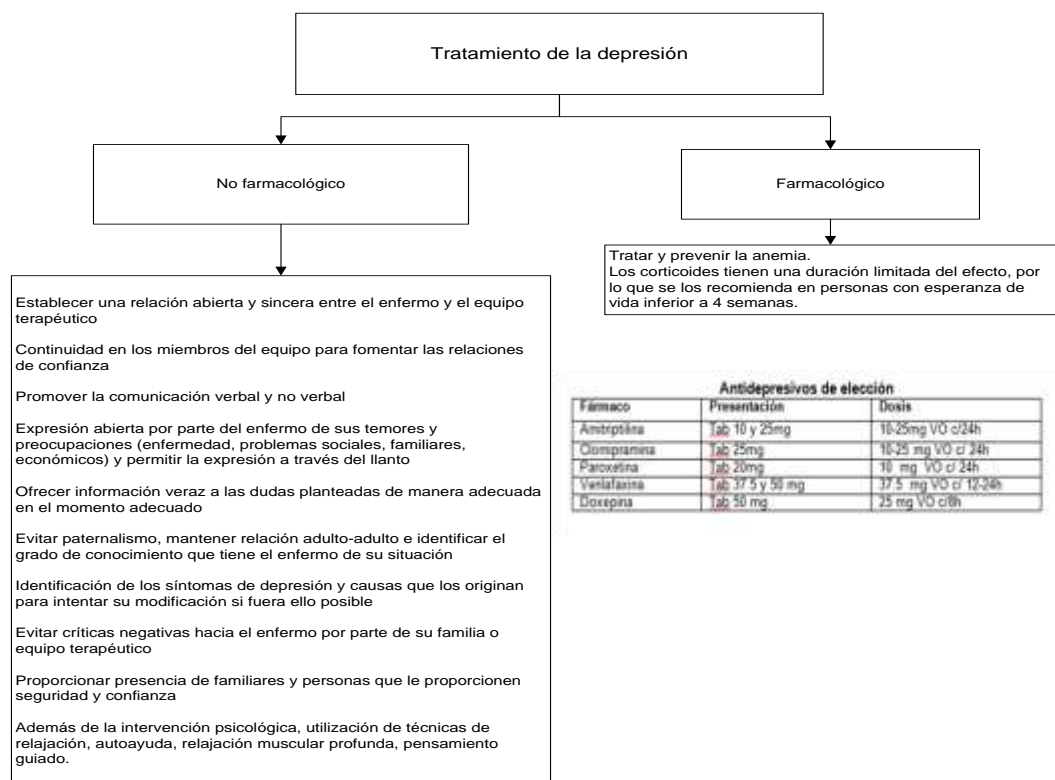 Tratamiento de la depresión
No farmacológico
Farmacológico
Establecer una relación abierta y sincera entre el enfermo y el equipo
terapéutico
Continuidad en los miembros del equipo para fomentar las relaciones
de confianza
Promover la comunicación verbal y no verbal
Expresión abierta por parte del enfermo de sus temores y
preocupaciones (enfermedad, problemas sociales, familiares,
económicos) y permitir la expresión a través del llanto
Ofrecer información veraz a las dudas planteadas de manera adecuada
en el momento adecuado
Evitar paternalismo, mantener relación adulto-adulto e identificar el
grado de conocimiento que tiene el enfermo de su situación
Identificación de los síntomas de depresión y causas que los originan
para intentar su modificación si fuera ello posible
Evitar críticas negativas hacia el enfermo por parte de su familia o
equipo terapéutico
Proporcionar presencia de familiares y personas que le proporcionen
seguridad y confianza
Además de la intervención psicológica, utilización de técnicas de
relajación, autoayuda, relajación muscular profunda, pensamiento
guiado.
Tratar y prevenir la anemia.
Los corticoides tienen una duración limitada del efecto, por
lo que se los recomienda en personas con esperanza de
vida inferior a 4 semanas.
Antidepresivos de elección
Fármaco Presentación Dosis
Amitriptilina Tab 10 y 25mg 10-25mg VO c/24h
Clomipramina Tab 25mg 10-25 mg VO c/ 24h
Paroxetina Tab 20mg 10 mg VO c/ 24h
Venlafaxina Tab 37.5 y 50 mg 37.5 mg VO c/ 12-24h
Doxepina Tab 50 mg 25 mg VO c/8h